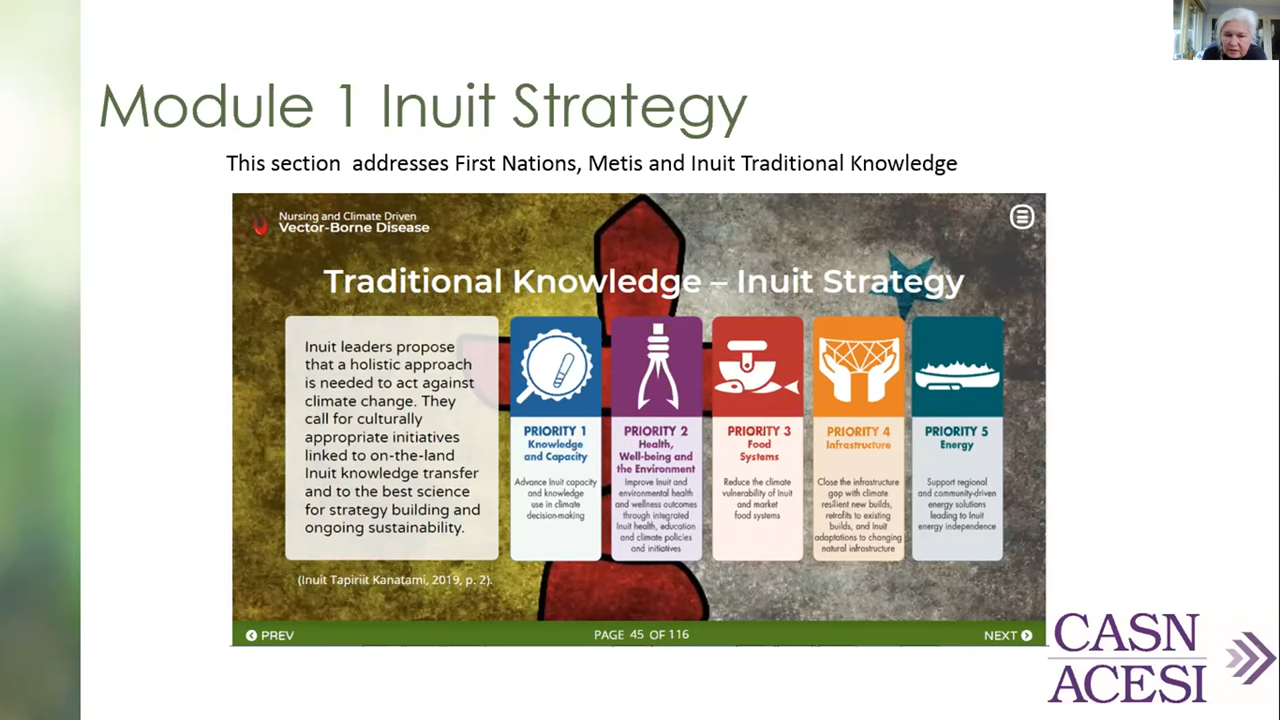 Module 1 Inuit Strategy
This section addresses First Nations, Metis and Inuit Traditional Knowledge
Nursing and Climate Driven
Vector-Borne Disease
Traditional Knowledge – Inuit Strategy
Inuit leaders propose
that a holistic approach
is needed to act against
climate change. They
call for culturally
appropriate initiatives
linked to on-the-land
Inuit knowledge transfer
and to the best science
for strategy building and
ongoing sustainability.
(Inuit Tapiriit Kanatami, 2019, p. 2).
PRIORITY 1
Knowledge
and Capacity
Advance Inuit capacity
and knowledge
use in climate
decision-making
PRIORITY 2
Health,
Well-being and
the Environment
Improve Inuit and
environmental health
and wellness outcomes
through integrated
Inuit health, education
and climate policies
and initiatives
PRIORITY 3
Food
Systems
Reduce the climate
vulnerability of Inuit
and market
food systems
PRIORITY 4
Infrastructure
Close the infrastructure
gap with climate
resilient new builds,
retrofits to existing
builds, and Inuit
adaptations to changing
natural infrastructure
PRIORITY 5
Energy
Support regional
and community-driven
energy solutions
leading to Inuit
energy independence
PREV
PAGE 45 OF 116
NEXT
CASN
ACESI